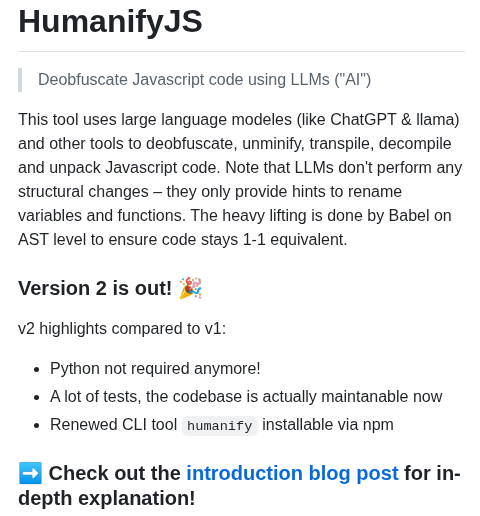 HumanifyJS
Deobfuscate Javascript code using LLMs ("AI")
This tool uses large language modeles (like ChatGPT & llama)
and other tools to deobfuscate, unminify, transpile, decompile
and unpack Javascript code. Note that LLMs don't perform any
structural changes – they only provide hints to rename
variables and functions. The heavy lifting is done by Babel on
AST level to ensure code stays 1-1 equivalent.
Version 2 is out! 🎉
v2 highlights compared to v1:
• Python not required anymore!
• A lot of tests, the codebase is actually maintanable now
• Renewed CLI tool humanify installable via npm
➡️ Check out the introduction blog post for in-
depth explanation!